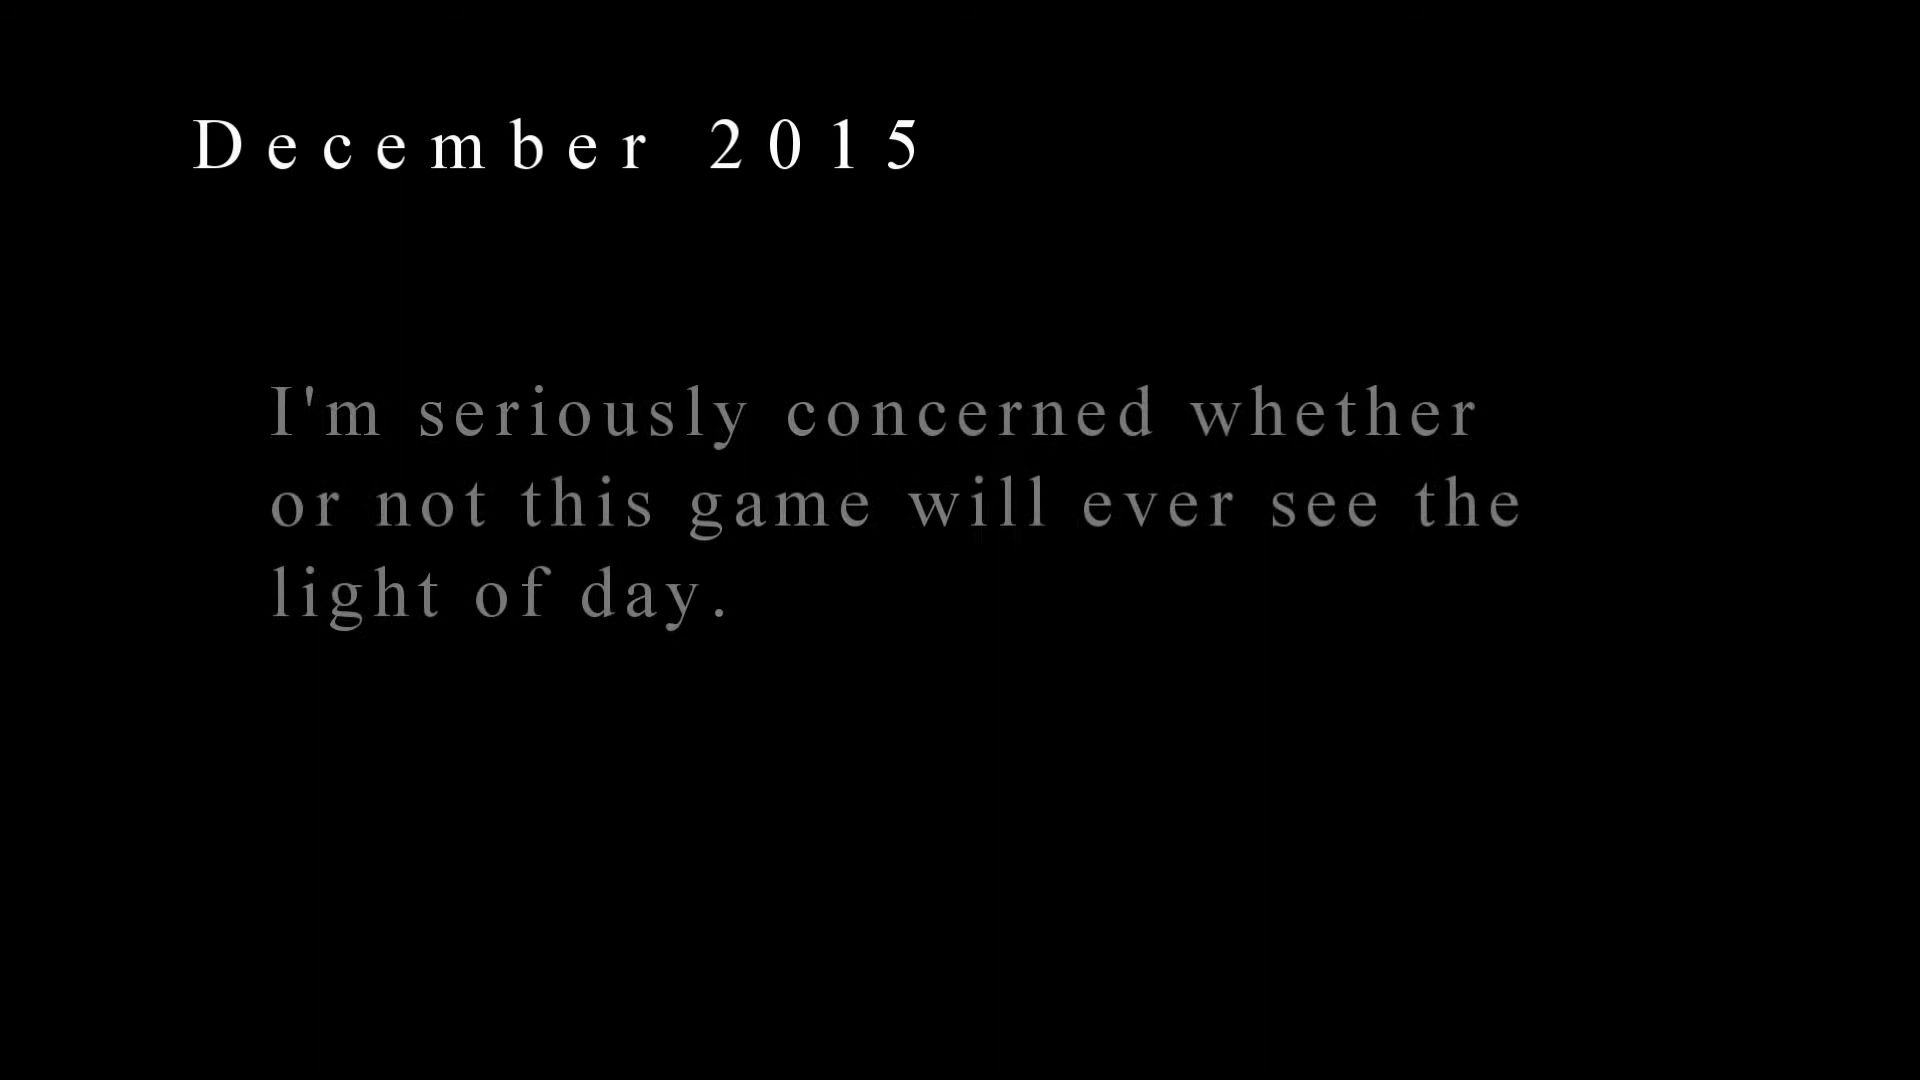 December 2015
I'm seriously concerned whether
or not this game will ever see the
light of day.